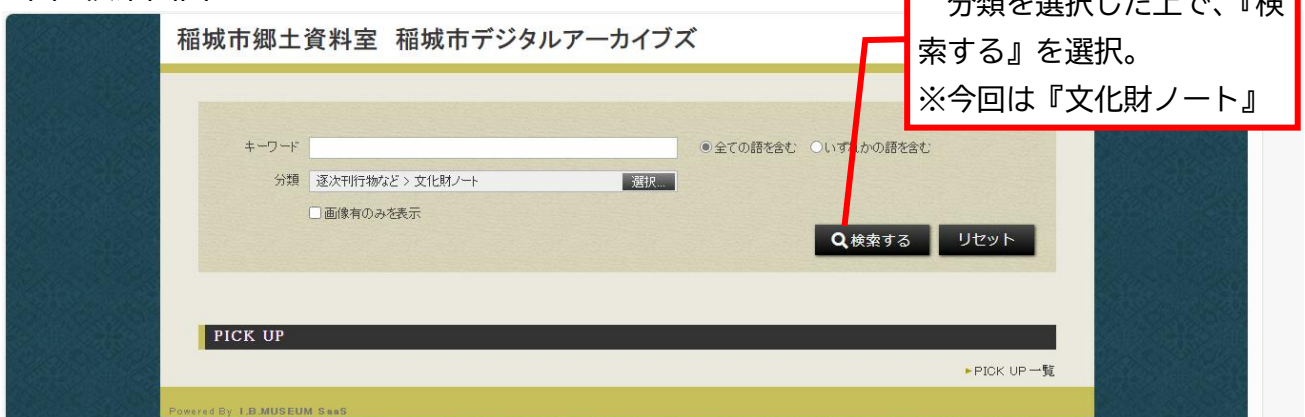 分類を選択した上で、『検
索する』を選択。
※今回は『文化財ノート』
稲城市郷土資料室 稲城市デジタルアーカイブズ
キーワード
全ての語を含む いずれかの語を含む
分類 逐次刊行物など > 文化財ノート 選択...
画像有のみを表示
検索する リセット
PICK UP
▸PICK UP一覧
Powered By I.B.MUSEUM SaaS